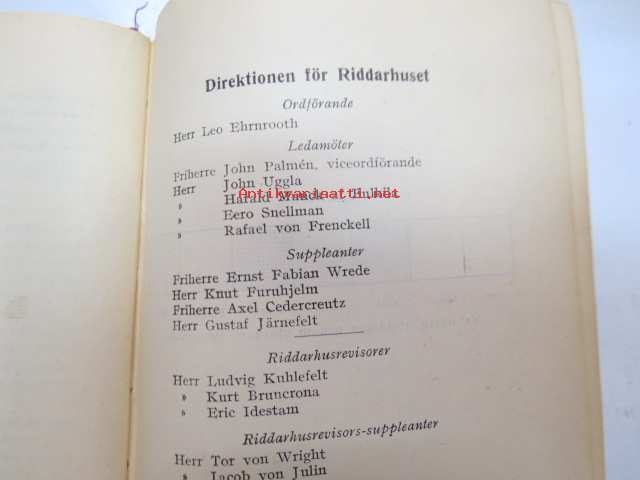 Direktionen för Riddarhuset
Ordförande
Herr Leo Ehrnrooth
Ledamöter
Friherre John Palmén, viceordförande
Herr John Uggla
» Harald
Antikvariaatti.net
» Eero Snellman
» Rafael von Frenckell
Suppleanter
Friherre Ernst Fabian Wrede
Herr Knut Furuhjelm
Friherre Axel Cedercreutz
Herr Gustaf Järnefelt
Riddarhusrevisorer
Herr Ludvig Kuhlefelt
» Kurt Bruncrona
» Eric Idestam
Riddarhusrevisors-suppleanter
Herr Tor von Wright
» Jacob von Julin